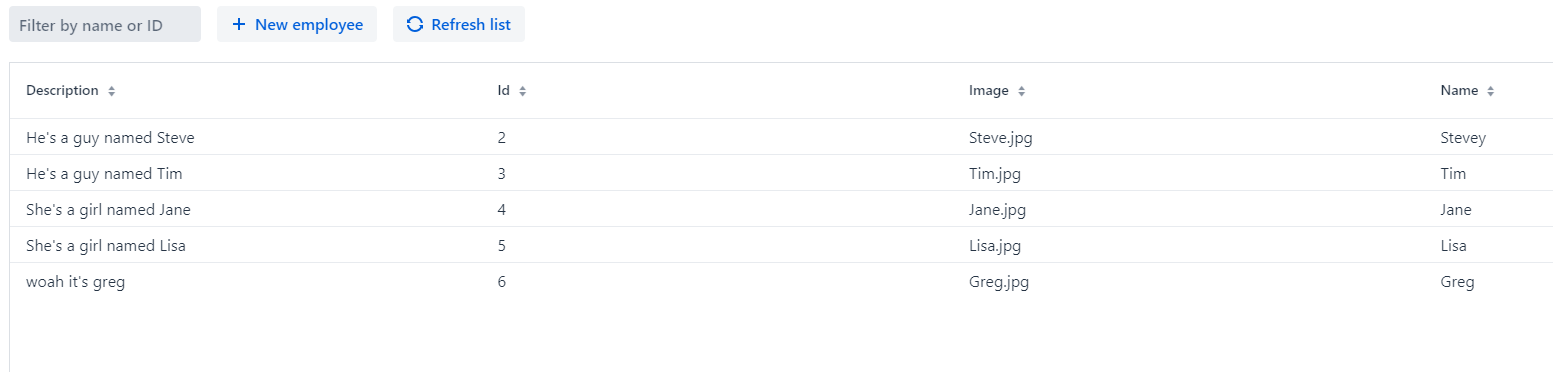 Filter by name or ID New employee Refresh list
Description Id Image Name
He's a guy named Steve 2 Steve.jpg Stevey
He's a guy named Tim 3 Tim.jpg Tim
She's a girl named Jane 4 Jane.jpg Jane
She's a girl named Lisa 5 Lisa.jpg Lisa
woah it's greg 6 Greg.jpg Greg